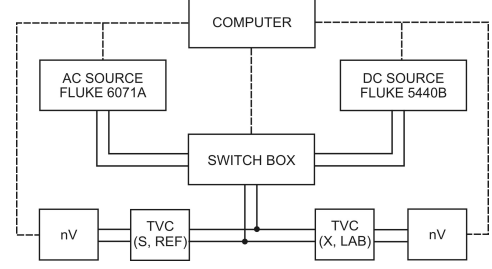 COMPUTER
AC SOURCE
FLUKE 6071A
DC SOURCE
FLUKE 5440B
SWITCH BOX
nV
TVC
(S, REF)
TVC
(X, LAB)
nV